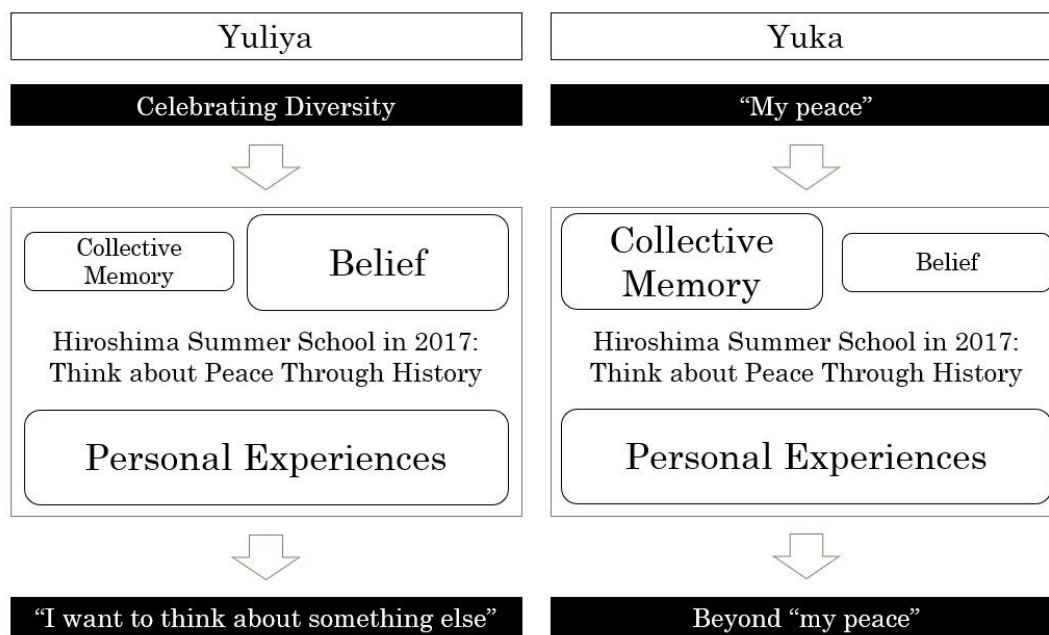 Yuliya
Celebrating Diversity
Collective
Memory
Belief
Hiroshima Summer School in 2017:
Think about Peace Through History
Personal Experiences
“I want to think about something else”
Yuka
“My peace”
Collective
Memory
Belief
Hiroshima Summer School in 2017:
Think about Peace Through History
Personal Experiences
Beyond “my peace”